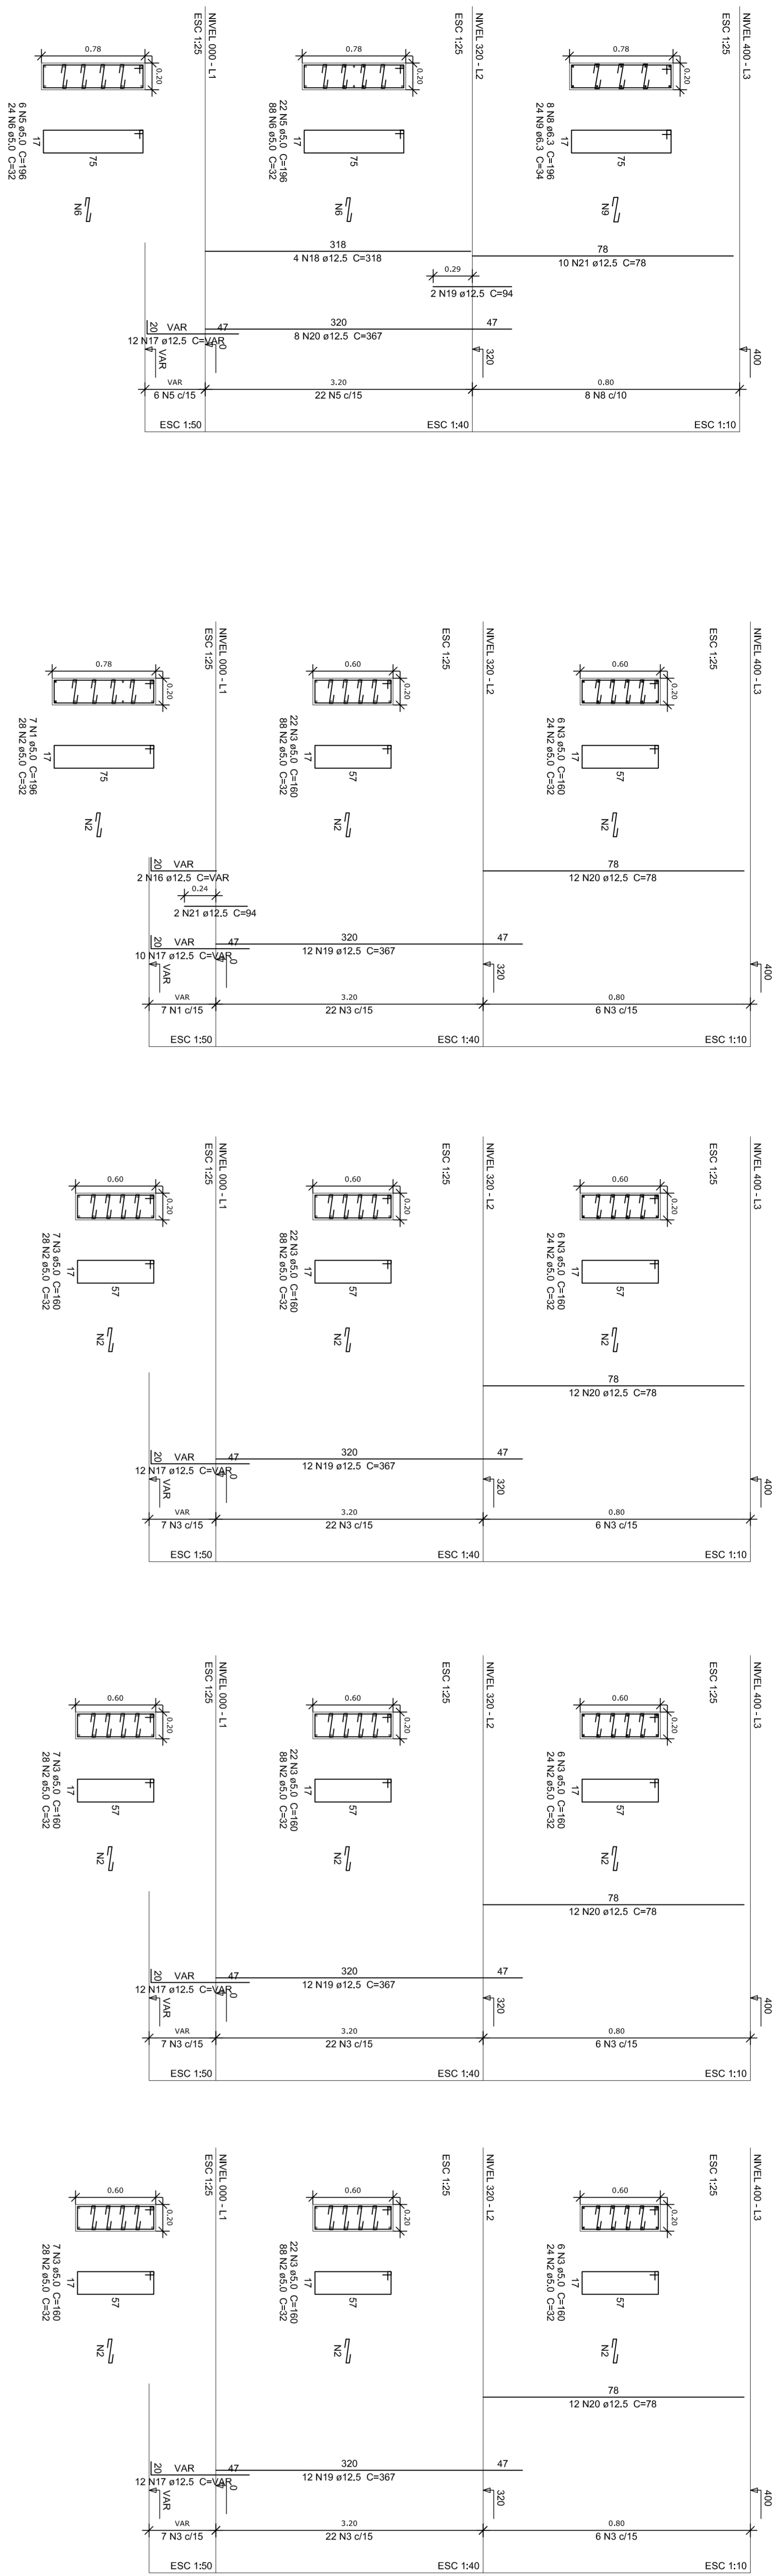 NIVEL 400 - L3
ESC 1:25
0.78
0.20
75
17
8 N8 ø6.3 C=196
24 N9 ø6.3 C=34
N9
78
10 N21 ø12.5 C=78
400
0.80
8 N8 c/10
ESC 1:10
NIVEL 320 - L2
ESC 1:25
0.78
0.20
75
17
22 N5 ø5.0 C=196
88 N6 ø5.0 C=32
N6
318
4 N18 ø12.5 C=318
0.29
2 N19 ø12.5 C=94
320
47
8 N20 ø12.5 C=367
320
3.20
22 N5 c/15
ESC 1:40
NIVEL 000 - L1
ESC 1:25
0.78
0.20
75
17
6 N5 ø5.0 C=196
24 N6 ø5.0 C=32
N6
20
VAR
47
12 N17 ø12.5 C=VAR
0
VAR
VAR
6 N5 c/15
ESC 1:50
NIVEL 400 - L3
ESC 1:25
0.60
0.20
57
17
6 N3 ø5.0 C=160
24 N2 ø5.0 C=32
N2
78
12 N20 ø12.5 C=78
400
0.80
6 N3 c/15
ESC 1:10
NIVEL 320 - L2
ESC 1:25
0.60
0.20
57
17
22 N3 ø5.0 C=160
88 N2 ø5.0 C=32
N2
320
47
12 N19 ø12.5 C=367
320
3.20
22 N3 c/15
ESC 1:40
NIVEL 000 - L1
ESC 1:25
0.78
0.20
75
17
7 N1 ø5.0 C=196
28 N2 ø5.0 C=32
N2
20
VAR
2 N16 ø12.5 C=VAR
0.24
2 N21 ø12.5 C=94
20
VAR
47
10 N17 ø12.5 C=VAR
0
VAR
VAR
7 N1 c/15
ESC 1:50
NIVEL 400 - L3
ESC 1:25
0.60
0.20
57
17
6 N3 ø5.0 C=160
24 N2 ø5.0 C=32
N2
78
12 N20 ø12.5 C=78
400
0.80
6 N3 c/15
ESC 1:10
NIVEL 320 - L2
ESC 1:25
0.60
0.20
57
17
22 N3 ø5.0 C=160
88 N2 ø5.0 C=32
N2
320
47
12 N19 ø12.5 C=367
320
3.20
22 N3 c/15
ESC 1:40
NIVEL 000 - L1
ESC 1:25
0.60
0.20
57
17
7 N3 ø5.0 C=160
28 N2 ø5.0 C=32
N2
20
VAR
47
12 N17 ø12.5 C=VAR
0
VAR
VAR
7 N3 c/15
ESC 1:50
NIVEL 400 - L3
ESC 1:25
0.60
0.20
57
17
6 N3 ø5.0 C=160
24 N2 ø5.0 C=32
N2
78
12 N20 ø12.5 C=78
400
0.80
6 N3 c/15
ESC 1:10
NIVEL 320 - L2
ESC 1:25
0.60
0.20
57
17
22 N3 ø5.0 C=160
88 N2 ø5.0 C=32
N2
320
47
12 N19 ø12.5 C=367
320
3.20
22 N3 c/15
ESC 1:40
NIVEL 000 - L1
ESC 1:25
0.60
0.20
57
17
7 N3 ø5.0 C=160
28 N2 ø5.0 C=32
N2
20
VAR
47
12 N17 ø12.5 C=VAR
0
VAR
VAR
7 N3 c/15
ESC 1:50
NIVEL 400 - L3
ESC 1:25
0.60
0.20
57
17
6 N3 ø5.0 C=160
24 N2 ø5.0 C=32
N2
78
12 N20 ø12.5 C=78
400
0.80
6 N3 c/15
ESC 1:10
NIVEL 320 - L2
ESC 1:25
0.60
0.20
57
17
22 N3 ø5.0 C=160
88 N2 ø5.0 C=32
N2
320
47
12 N19 ø12.5 C=367
320
3.20
22 N3 c/15
ESC 1:40
NIVEL 000 - L1
ESC 1:25
0.60
0.20
57
17
7 N3 ø5.0 C=160
28 N2 ø5.0 C=32
N2
20
VAR
47
12 N17 ø12.5 C=VAR
0
VAR
VAR
7 N3 c/15
ESC 1:50